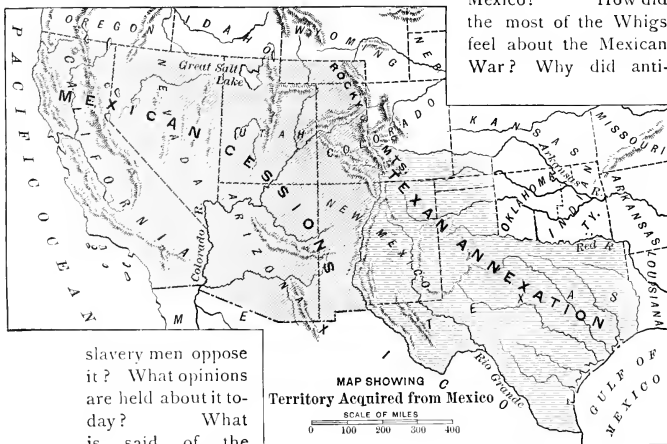 Mexico? How did
the most of the Whigs
feel about the Mexican
War? Why did anti-
OREGON
IDAHO
WYOMING
NEB
PACIFIC OCEAN
Great Salt
Lake
ROCKY MTS.
MEXICAN CESSIONS
NEVADA
UTAH
COLORADO
CALIFORNIA
KANSAS
MISSOURI
Arkansas R.
TEXAN ANNEXATION
OKLAHOMA
IND. TY.
ARKANSAS
Colorado R.
ARIZONA
NEW MEX CO.
Red R
LOUISIANA
TEXAS
MEXICO
Rio Grande
GULF OF
MEXICO
slavery men oppose
it? What opinions
are held about it to-
day? What
is said of the
MAP SHOWING
Territory Acquired from Mexico
SCALE OF MILES
0 100 200 300 400